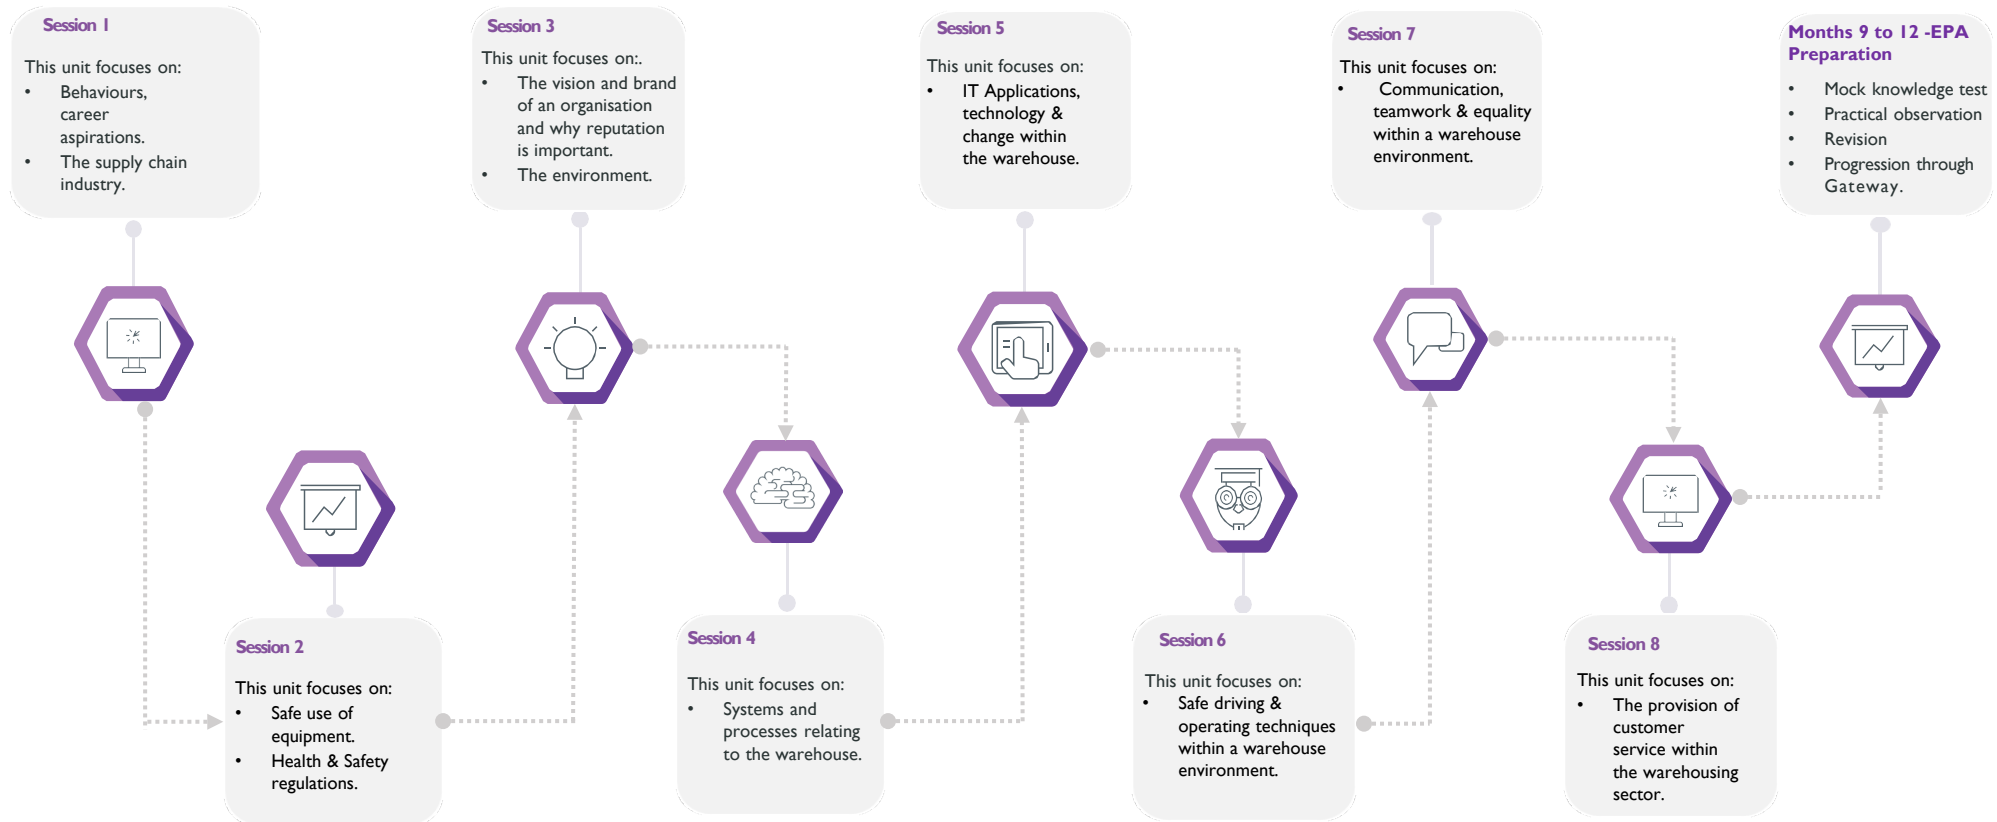 Session 1
This unit focuses on:
• Behaviours,
career
aspirations.
• The supply chain
industry.
Session 2
This unit focuses on:
• Safe use of
equipment.
• Health & Safety
regulations.
Session 3
This unit focuses on:.
• The vision and brand
of an organisation
and why reputation
is important.
• The environment.
Session 4
This unit focuses on:
• Systems and
processes relating
to the warehouse.
Session 5
This unit focuses on:
• IT Applications,
technology &
change within
the warehouse.
Session 6
This unit focuses on:
• Safe driving &
operating techniques
within a warehouse
environment.
Session 7
This unit focuses on:
• Communication,
teamwork & equality
within a warehouse
environment.
Session 8
This unit focuses on:
• The provision of
customer
service within
the warehousing
sector.
Months 9 to 12 -EPA
Preparation
• Mock knowledge test
• Practical observation
• Revision
• Progression through
Gateway.